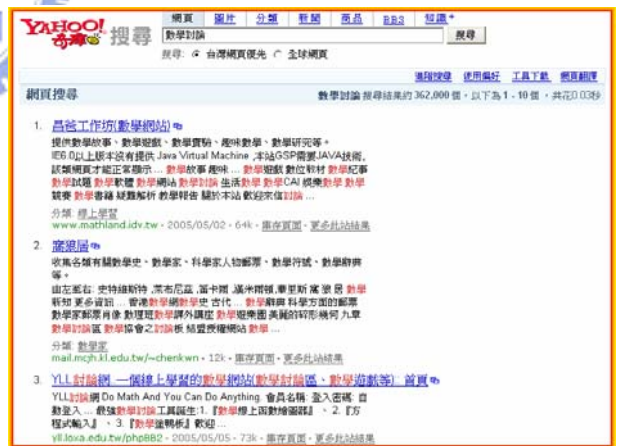 網頁 圖片 分類 新聞 商品 BBS 知識+
YAHOO! 奇摩 搜尋
數學討論 搜尋
搜尋: 台灣網頁優先 全球網頁
進階搜尋 使用偏好 工具下載 網頁翻譯
網頁搜尋 數學討論 搜尋結果約 362,000 個,以下為 1 - 10 個,共花0.03秒
1. 昌爸工作坊(數學網站)
提供數學故事、數學遊戲、數學實驗、趣味數學、數學研究等。
IE6.0以上版本沒有提供 Java Virtual Machine ,本站GSP需要JAVA技術,
該類網頁才能正常顯示 ... 數學故事 趣味 ... 數學遊戲 數位教材 數學紀事
數學試題 數學軟體 數學網站 數學討論 生活數學 數學CAI 娛樂數學 數學
競賽 數學書籍 疑難解析 教學報告 關於本站 歡迎來信討論 ...
分類: 線上學習
www.mathland.idv.tw - 2005/05/02 - 64k - 庫存頁面 - 更多此站結果
2. 窩狼居
收集各類有關數學史、數學家、科學家人物郵票、數學符號、數學辭典
等。
由左至右: 史特維斯特 ,萊布尼茲 ,笛卡爾 ,漢米爾頓,畢里斯 窩 狼 居 數學
新知 更多資訊 ... 香港數學網數學史 古代 ... 數學辭典 科學方面的郵票
數學家郵票肖像 數理班數學課外講座 數學遊樂園 美麗的碎形幾何 九章
數學討論區 數學協會之討論板 結盟授權網站 數學 ...
分類: 數學家
mail.mcjh.kl.edu.tw/~chenkwn - 12k - 庫存頁面 - 更多此站結果
3. YLL討論網 ...一個線上學習的數學網站(數學討論區、數學遊戲等):: 首頁
YLL討論網 Do Math And You Can Do Anything. 會員名稱: 登入密碼: 自
動登入 ... 最強數學討論工具誕生:1.『數學線上函數繪圖器』、2.『方
程式輸入』、3.『數學塗鴉板』歡迎 ...
yll.loxa.edu.tw/phpBB2 - 2005/05/05 - 73k - 庫存頁面 - 更多此站結果